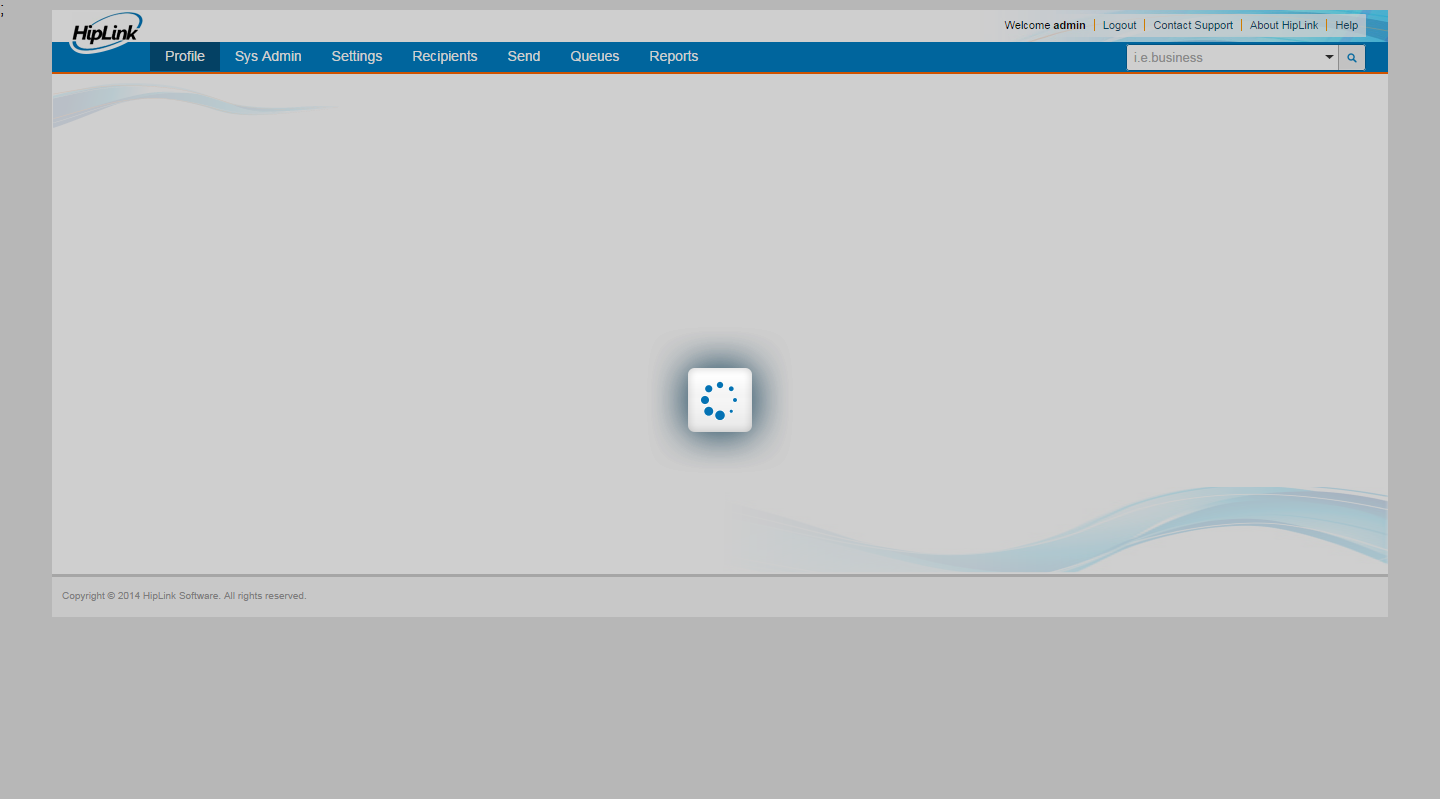 ;
HipLink
Welcome admin Logout Contact Support About HipLink Help
Profile Sys Admin Settings Recipients Send Queues Reports i.e.business
Copyright © 2014 HipLink Software. All rights reserved.